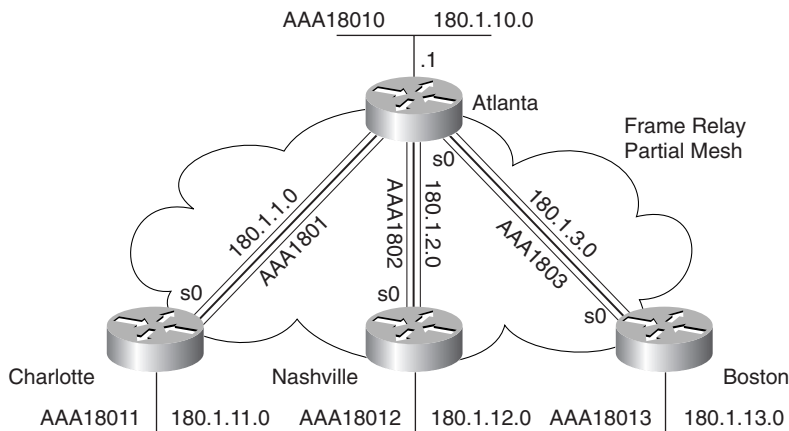 AAA18010 180.1.10.0
.1
Atlanta
Frame Relay
Partial Mesh
s0
180.1.1.0
AAA1801
AAA1802
180.1.2.0
180.1.3.0
AAA1803
s0
s0
s0
Charlotte
Nashville
Boston
AAA18011 180.1.11.0
AAA18012 180.1.12.0
AAA18013 180.1.13.0